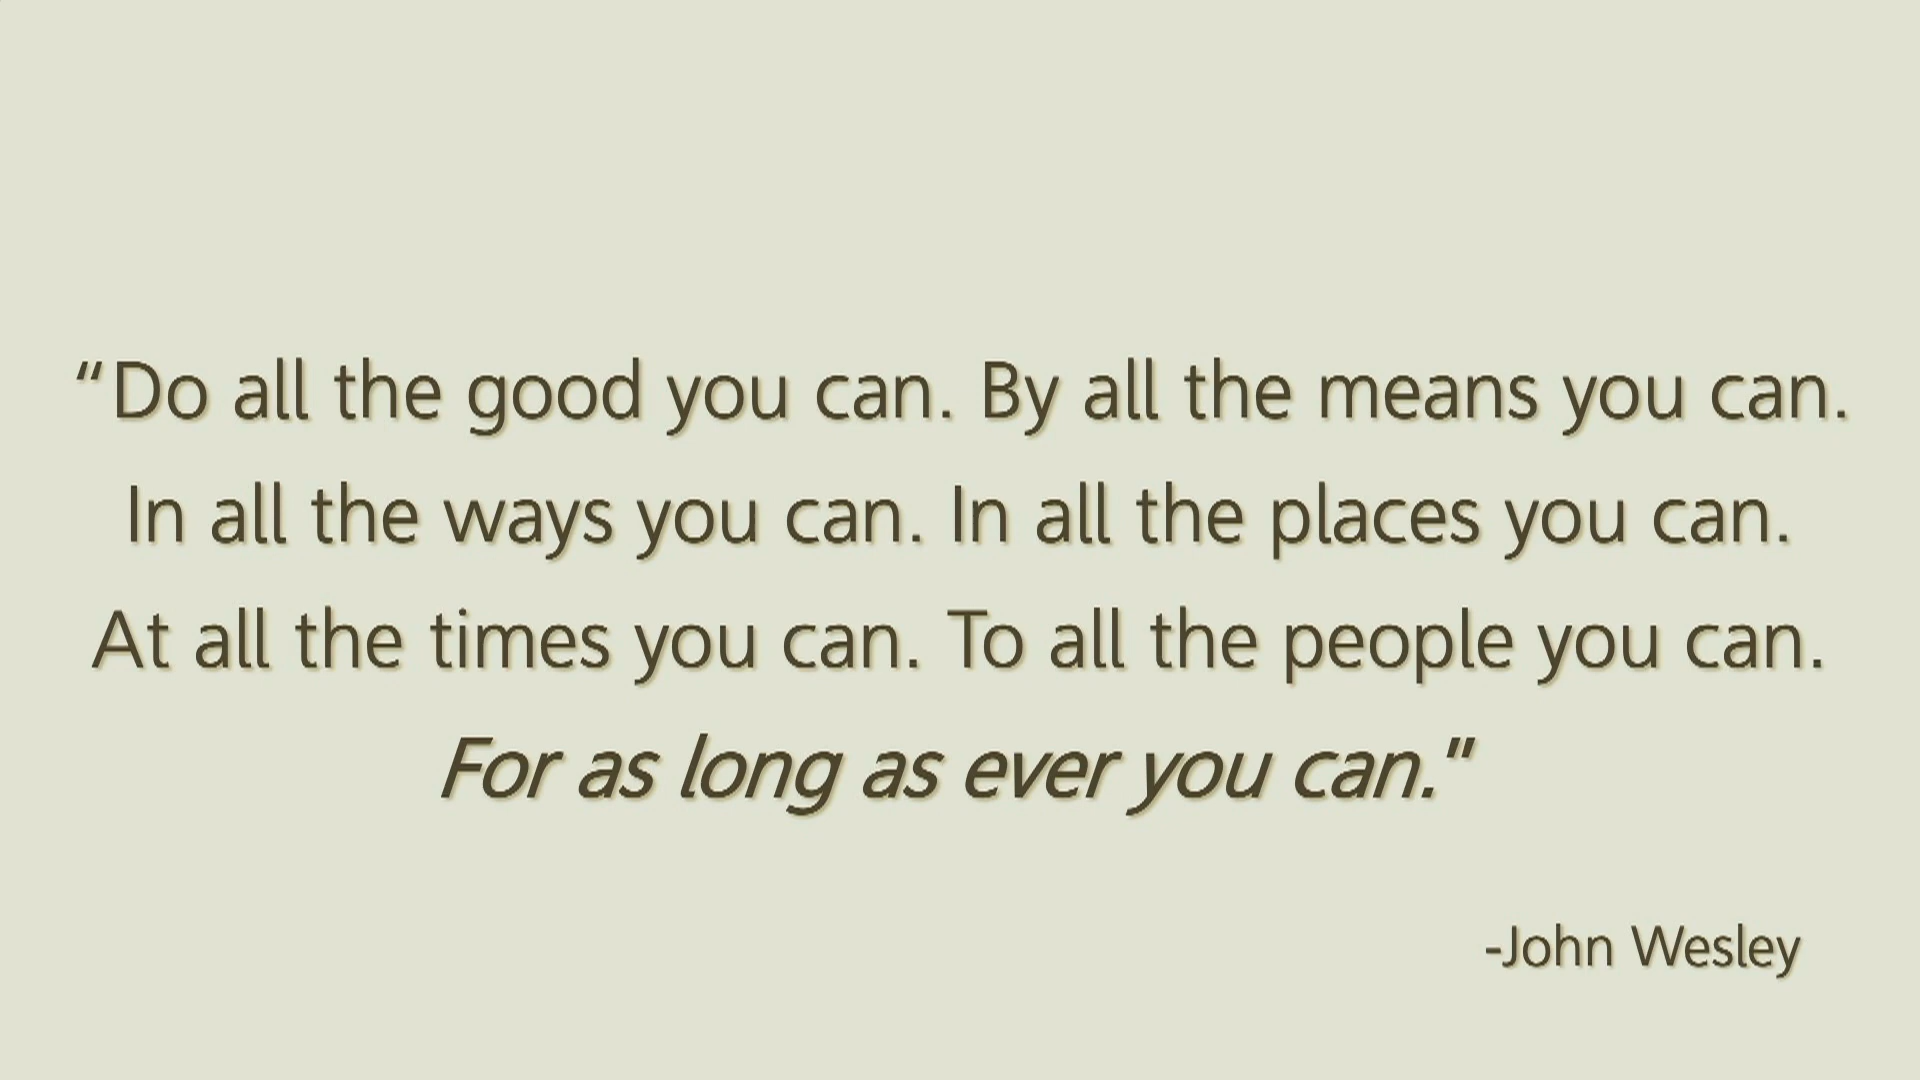 “Do all the good you can. By all the means you can.
In all the ways you can. In all the places you can.
At all the times you can. To all the people you can.
For as long as ever you can."
-John Wesley